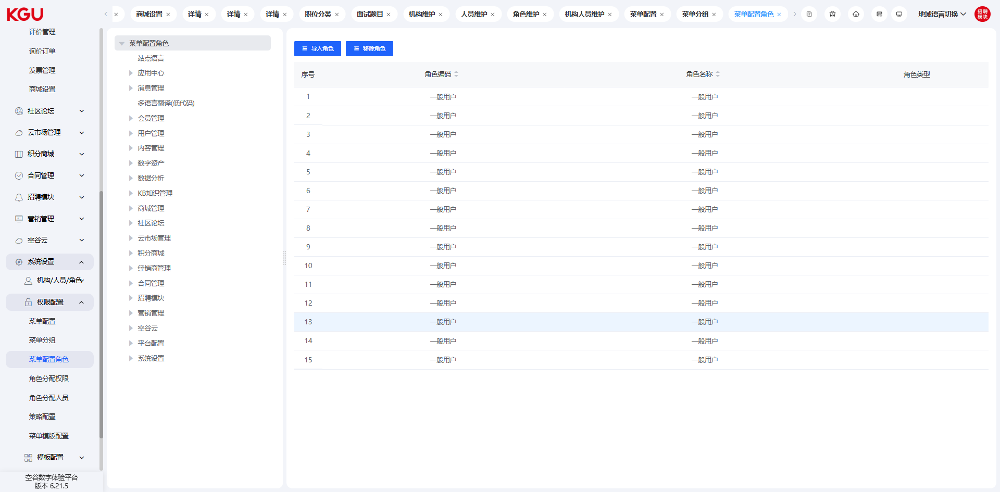 KGU
商城设置
详情
详情
详情
职位分类
面试题目
机构维护
人员维护
角色维护
机构人员维护
菜单配置
菜单分组
菜单配置角色
地域语言切换
招聘
模块
评价管理
询价订单
发票管理
商城设置
社区论坛
云市场管理
积分商城
合同管理
招聘模块
营销管理
空谷云
系统设置
机构/人员/角色
权限配置
菜单配置
菜单分组
菜单配置角色
角色分配权限
角色分配人员
策略配置
菜单模版配置
模板配置
空谷数字体验平台
版本 6.21.5
菜单配置角色
站点语言
应用中心
消息管理
多语言翻译(低代码)
会员管理
用户管理
内容管理
数字资产
数据分析
KB知识管理
商城管理
社区论坛
云市场管理
积分商城
经销商管理
合同管理
招聘模块
营销管理
空谷云
平台配置
系统设置
导入角色 移除角色
序号 角色编码 角色名称 角色类型
1 一般用户 一般用户
2 一般用户 一般用户
3 一般用户 一般用户
4 一般用户 一般用户
5 一般用户 一般用户
6 一般用户 一般用户
7 一般用户 一般用户
8 一般用户 一般用户
9 一般用户 一般用户
10 一般用户 一般用户
11 一般用户 一般用户
12 一般用户 一般用户
13 一般用户 一般用户
14 一般用户 一般用户
15 一般用户 一般用户